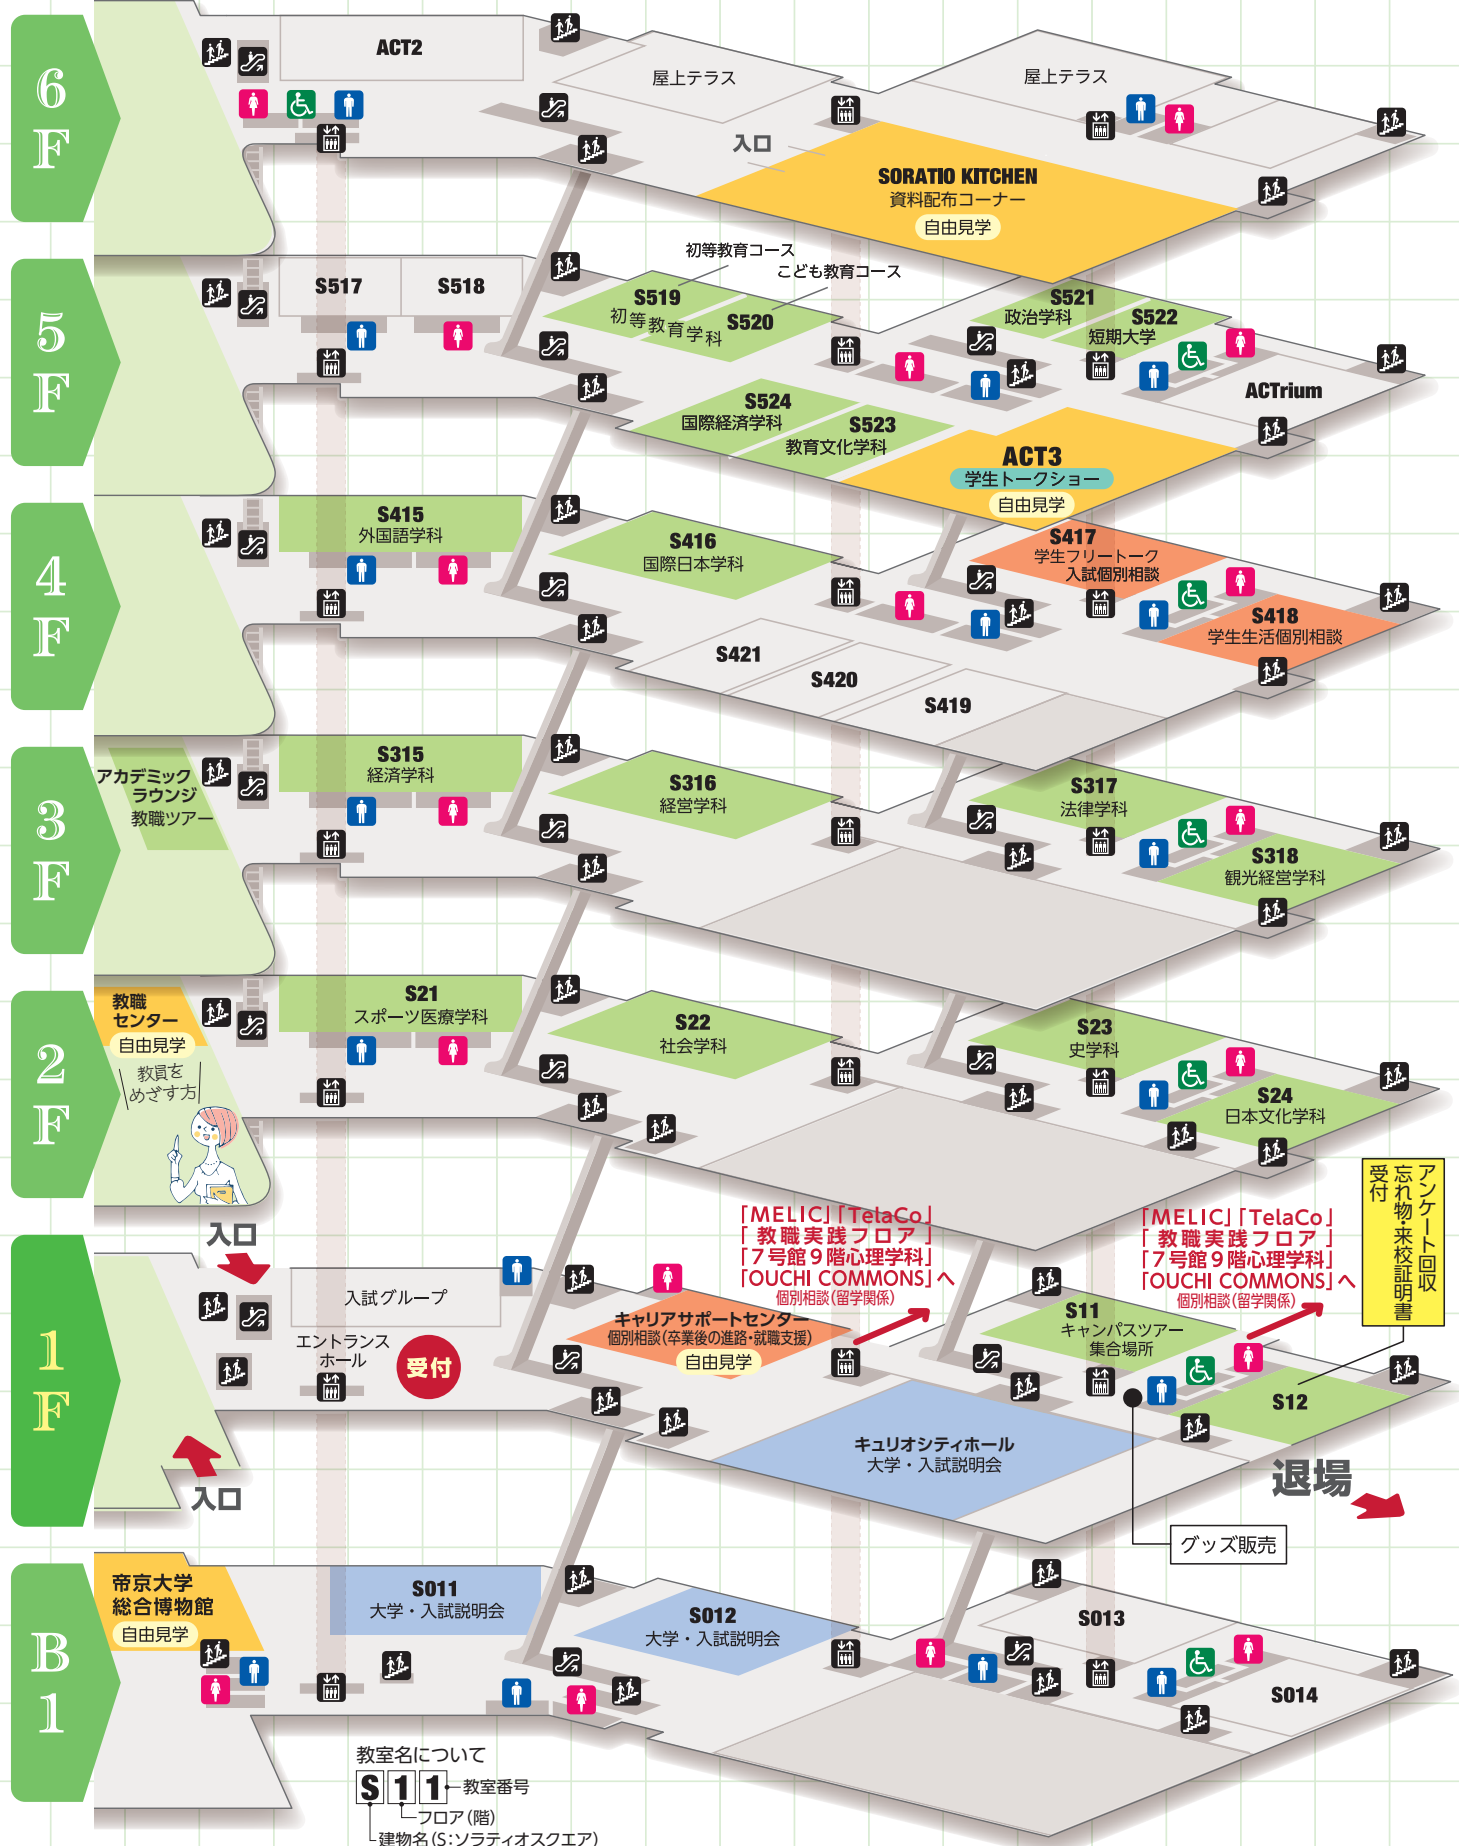 6
F
ACT2
屋上テラス
屋上テラス
入口
SORATIO KITCHEN
資料配布コーナー
自由見学
5
F
S517
S518
初等教育コース
こども教育コース
S519
S520
初等教育学科
S521
政治学科
S522
短期大学
ACTrium
S524
国際経済学科
S523
教育文化学科
ACT3
学生トークショー
自由見学
4
F
S415
外国語学科
S416
国際日本学科
S417
学生フリートーク
入試個別相談
S418
学生生活個別相談
S421
S420
S419
3
F
アカデミック
ラウンジ
教職ツアー
S315
経済学科
S316
経営学科
S317
法律学科
S318
観光経営学科
2
F
教職
センター
自由見学
教員を
めざす方
S21
スポーツ医療学科
S22
社会学科
S23
史学科
S24
日本文化学科
1
F
入口
入試グループ
エントランス
ホール
受付
入口
「MELIC」「TelaCo」
「教職実践フロア」
「7号館9階心理学科」
「OUCHI COMMONS」へ
個別相談(留学関係)
キャリアサポートセンター
個別相談(卒業後の進路・就職支援)
自由見学
「MELIC」「TelaCo」
「教職実践フロア」
「7号館9階心理学科」
「OUCHI COMMONS」へ
個別相談(留学関係)
アンケート回収
忘れ物・来校証明書
受付
S11
キャンパスツアー
集合場所
S12
キュリオシティホール
大学・入試説明会
退場
グッズ販売
B
1
帝京大学
総合博物館
自由見学
S011
大学・入試説明会
S012
大学・入試説明会
S013
S014
教室名について
S11
教室番号
フロア(階)
建物名(S:ソラティオスクエア)